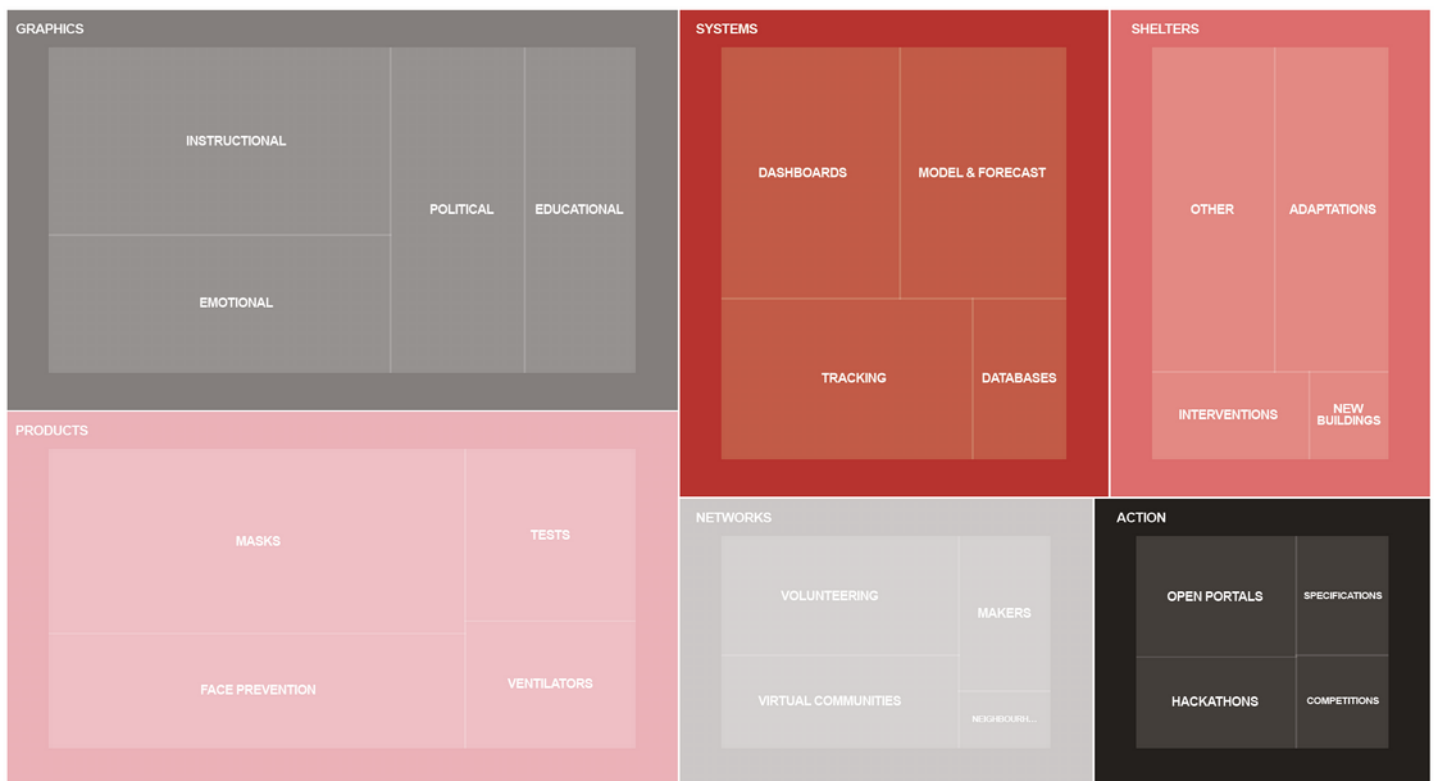 GRAPHICS
INSTRUCTIONAL
EMOTIONAL
POLITICAL
EDUCATIONAL
PRODUCTS
MASKS
FACE PREVENTION
TESTS
VENTILATORS
SYSTEMS
DASHBOARDS
MODEL & FORECAST
TRACKING
DATABASES
SHELTERS
OTHER
ADAPTATIONS
INTERVENTIONS
NEW
BUILDINGS
NETWORKS
VOLUNTEERING
VIRTUAL COMMUNITIES
MAKERS
NEIGHBOURH...
ACTION
OPEN PORTALS
HACKATHONS
SPECIFICATIONS
COMPETITIONS